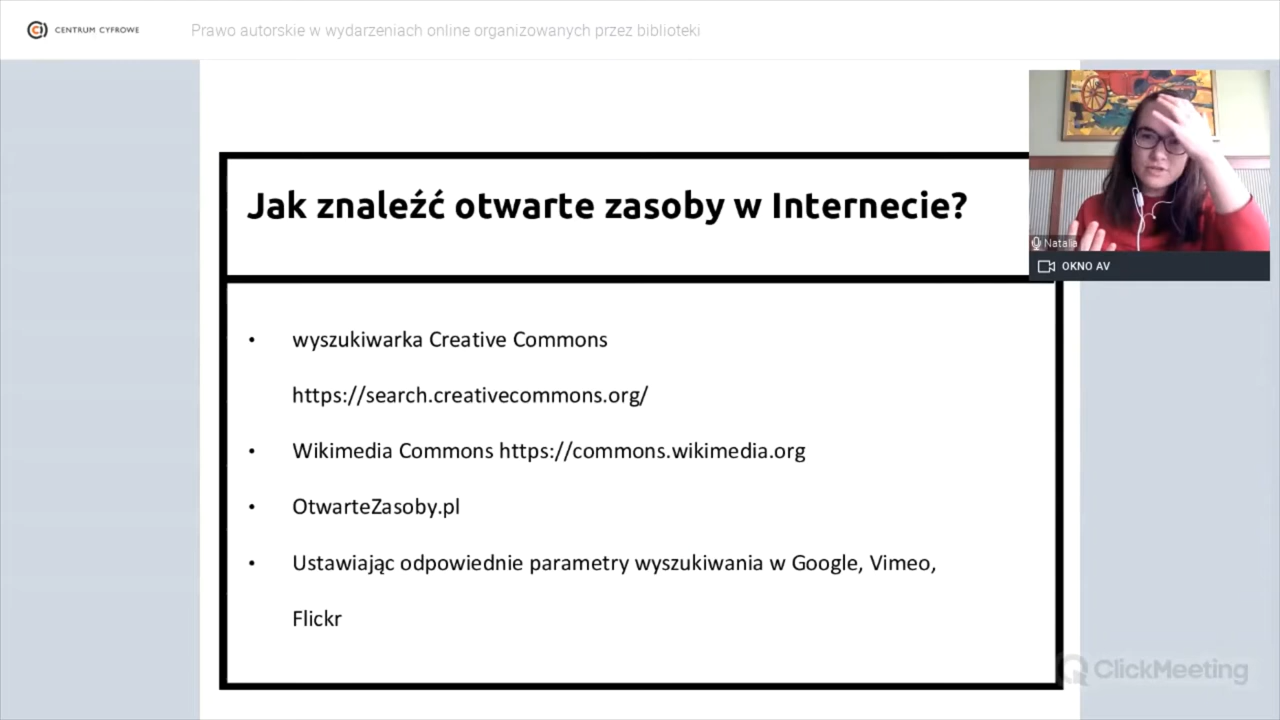 CENTRUM CYFROWE
Prawo autorskie w wydarzeniach online organizowanych przez biblioteki
Natalia
OKNO AV
Jak znaleźć otwarte zasoby w Internecie?
• wyszukiwarka Creative Commons
https://search.creativecommons.org/
• Wikimedia Commons https://commons.wikimedia.org
• OtwarteZasoby.pl
• Ustawiając odpowiednie parametry wyszukiwania w Google, Vimeo,
Flickr
ClickMeeting